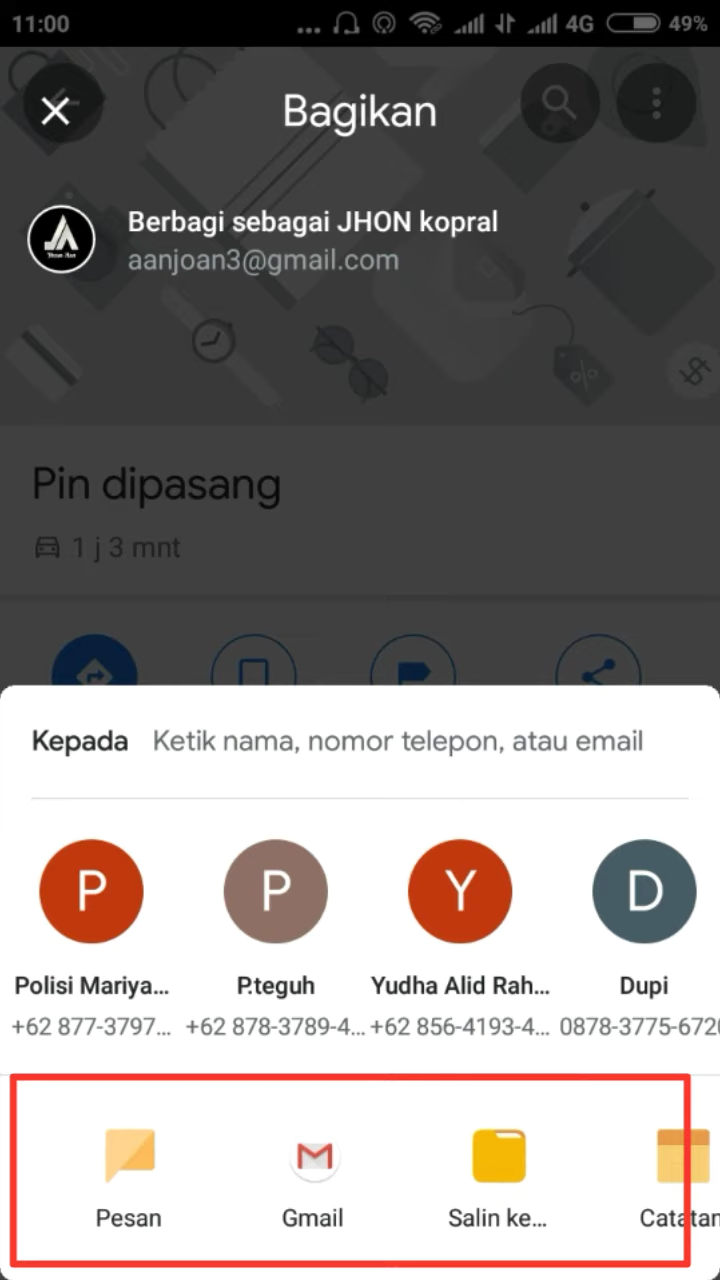 11:00 ... 4G 49%
Bagikan
Berbagi sebagai JHON kopral
aanjoan3@gmail.com
Pin dipasang
1 j 3 mnt
Kepada Ketik nama, nomor telepon, atau email
P P Y D
Polisi Mariya... P.teguh Yudha Alid Rah... Dupi
+62 877-3797... +62 878-3789-4... +62 856-4193-4... 0878-3775-6720
Pesan Gmail Salin ke... Catatan